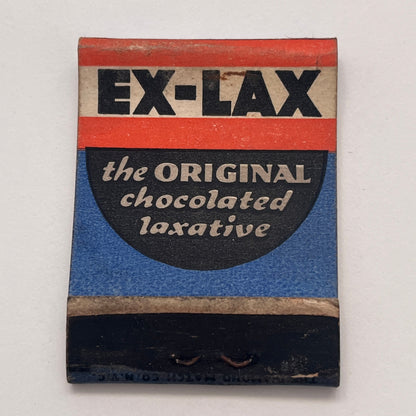 EX-LAX
the ORIGINAL
chocolated
laxative